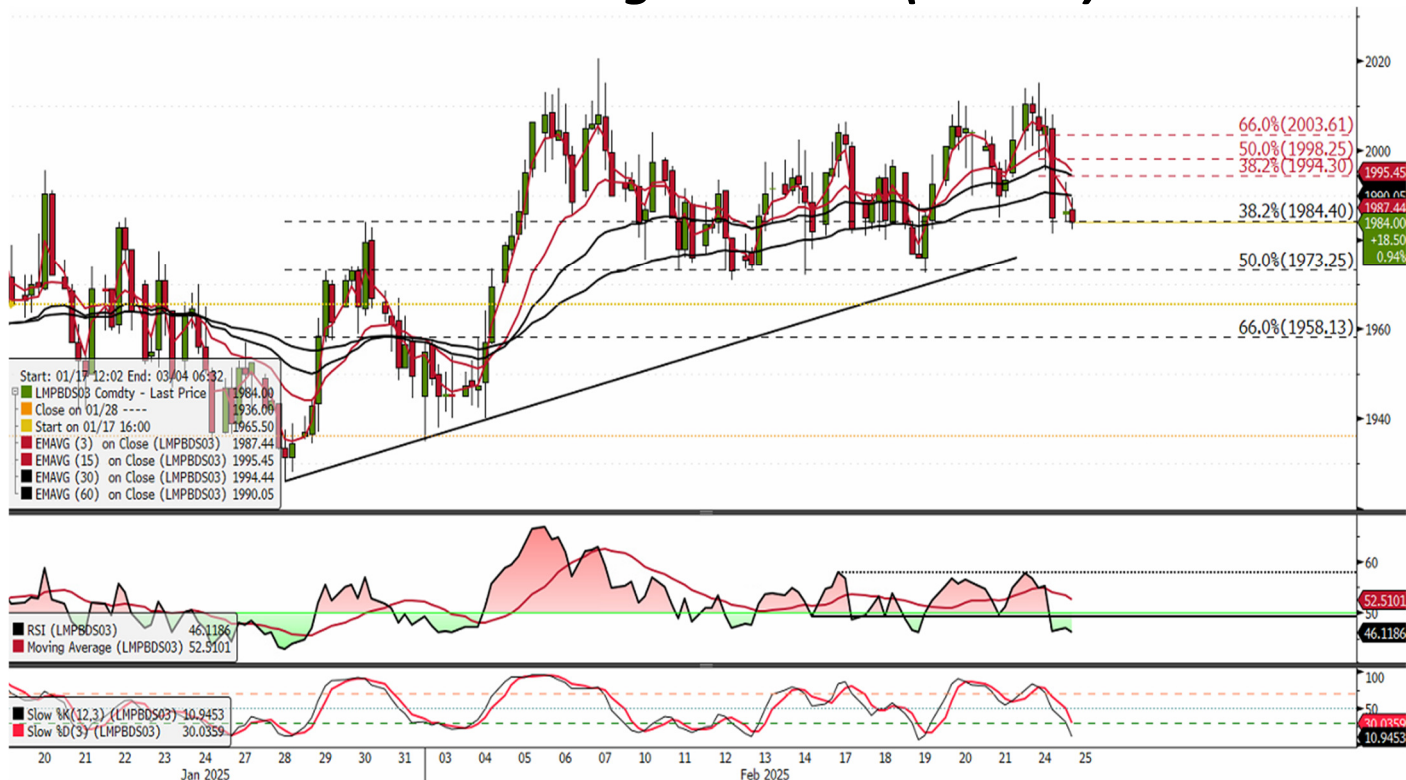 2020
66.0%(2003.61)
2000
50.0%(1998.25)
38.2%(1994.30)
1995.45
1990.05
1987.44
38.2%(1984.40)
1984.00
+18.50
0.94%
50.0%(1973.25)
66.0%(1958.13)
1960
1940
Start: 01/17 12:02 End: 03/04 06:32
LMPBDS03 Comdty - Last Price 1984.00
Close on 01/28 ---- 1936.00
Start on 01/17 16:00 1965.50
EMAVG (3) on Close (LMPBDS03) 1987.44
EMAVG (15) on Close (LMPBDS03) 1995.45
EMAVG (30) on Close (LMPBDS03) 1994.44
EMAVG (60) on Close (LMPBDS03) 1990.05
60
52.5101
50
46.1186
RSI (LMPBDS03) 46.1186
Moving Average (LMPBDS03) 52.5101
100
50
30.0359
10.9453
Slow %K(12,3) (LMPBDS03) 10.9453
Slow %D(3) (LMPBDS03) 30.0359
20 21 22 23 24 27 28 29 30 31 03 04 05 06 07 10 11 12 13 14 17 18 19 20 21 24 25
Jan 2025 Feb 2025